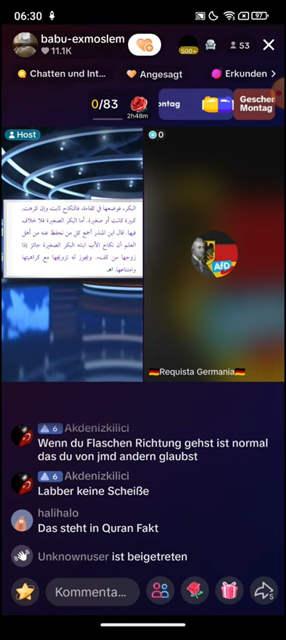 06:30
97
babu-exmoslem
11.1K
500+
53
Chatten und Int...
Angesagt
Erkunden
0/83
2h48m
ontag
Geschen
Montag
Host
0
البكر، فوضعها في كفاءة، فالنكاح ثابت وإن كرهت،
كبيرة كانت أو صغيرة. أما البكر الصغيرة فلا خلاف
فيها. قال ابن المنذر أجمع كل من نحفظ عنه من أهل
العلم أن نكاح الأب ابنته البكر الصغيرة جائز إذا
زوجها من كفء. ويجوز له تزويجها مع كراهيتها
وامتناعها. اهـ
AfD
Requista Germania
6 Akdenizkilici
Wenn du Flaschen Richtung gehst ist normal
das du von jmd andern glaubst
6 Akdenizkilici
Labber keine Scheiße
halihalo
Das steht in Quran Fakt
Unknownuser ist beigetreten
Kommenta...
5